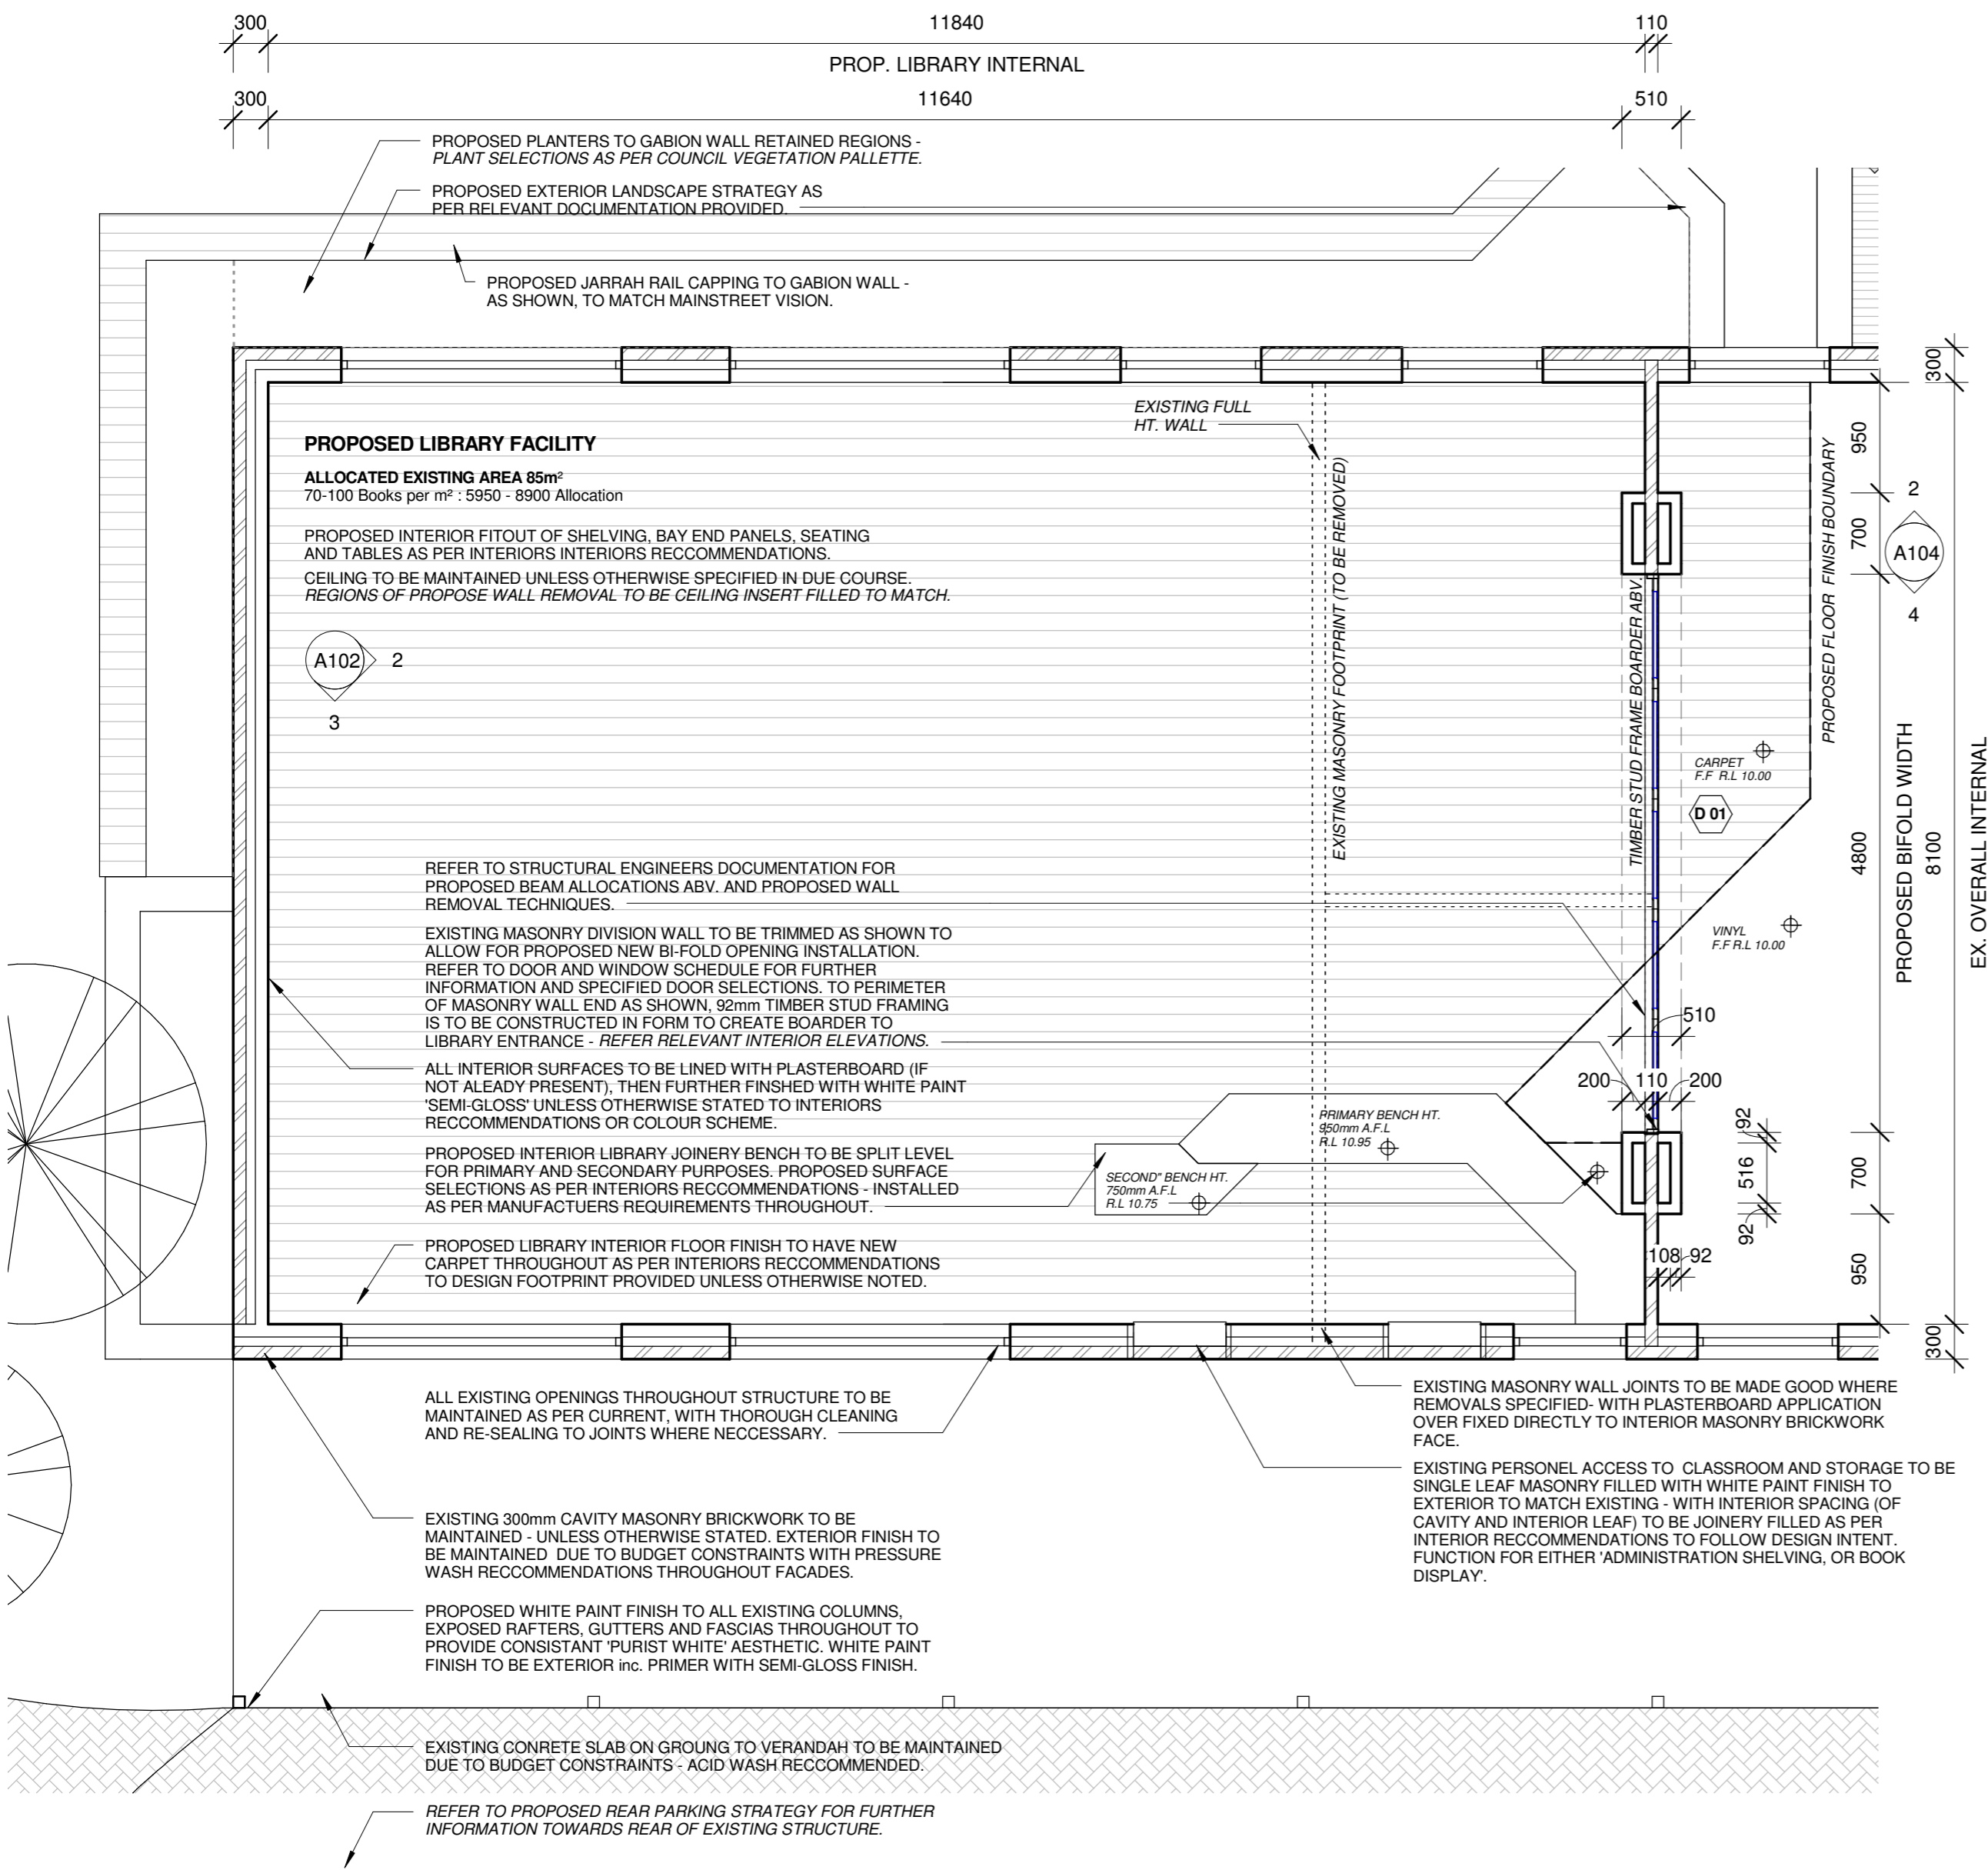 300
11840
110
PROP. LIBRARY INTERNAL
300
11640
510
PROPOSED PLANTERS TO GABION WALL RETAINED REGIONS -
PLANT SELECTIONS AS PER COUNCIL VEGETATION PALLETTE.
PROPOSED EXTERIOR LANDSCAPE STRATEGY AS
PER RELEVANT DOCUMENTATION PROVIDED.
PROPOSED JARRAH RAIL CAPPING TO GABION WALL -
AS SHOWN, TO MATCH MAINSTREET VISION.
EXISTING FULL
HT. WALL
PROPOSED LIBRARY FACILITY
ALLOCATED EXISTING AREA 85m²
70-100 Books per m² : 5950 - 8900 Allocation
PROPOSED INTERIOR FITOUT OF SHELVING, BAY END PANELS, SEATING
AND TABLES AS PER INTERIORS INTERIORS RECCOMMENDATIONS.
CEILING TO BE MAINTAINED UNLESS OTHERWISE SPECIFIED IN DUE COURSE.
REGIONS OF PROPOSE WALL REMOVAL TO BE CEILING INSERT FILLED TO MATCH.
A102
2
3
EXISTING MASONRY FOOTPRINT (TO BE REMOVED)
TIMBER STUD FRAME BOARDER ABV.
PROPOSED FLOOR FINISH BOUNDARY
300
950
700
2
A104
4
CARPET
F.F R.L 10.00
D 01
VINYL
F.F R.L 10.00
4800
PROPOSED BIFOLD WIDTH
8100
EX. OVERALL INTERNAL
REFER TO STRUCTURAL ENGINEERS DOCUMENTATION FOR
PROPOSED BEAM ALLOCATIONS ABV. AND PROPOSED WALL
REMOVAL TECHNIQUES.
EXISTING MASONRY DIVISION WALL TO BE TRIMMED AS SHOWN TO
ALLOW FOR PROPOSED NEW BI-FOLD OPENING INSTALLATION.
REFER TO DOOR AND WINDOW SCHEDULE FOR FURTHER
INFORMATION AND SPECIFIED DOOR SELECTIONS. TO PERIMETER
OF MASONRY WALL END AS SHOWN, 92mm TIMBER STUD FRAMING
IS TO BE CONSTRUCTED IN FORM TO CREATE BOARDER TO
LIBRARY ENTRANCE - REFER RELEVANT INTERIOR ELEVATIONS.
ALL INTERIOR SURFACES TO BE LINED WITH PLASTERBOARD (IF
NOT ALEADY PRESENT), THEN FURTHER FINSHED WITH WHITE PAINT
'SEMI-GLOSS' UNLESS OTHERWISE STATED TO INTERIORS
RECCOMMENDATIONS OR COLOUR SCHEME.
PROPOSED INTERIOR LIBRARY JOINERY BENCH TO BE SPLIT LEVEL
FOR PRIMARY AND SECONDARY PURPOSES. PROPOSED SURFACE
SELECTIONS AS PER INTERIORS RECCOMMENDATIONS - INSTALLED
AS PER MANUFACTUERS REQUIREMENTS THROUGHOUT.
PROPOSED LIBRARY INTERIOR FLOOR FINISH TO HAVE NEW
CARPET THROUGHOUT AS PER INTERIORS RECCOMMENDATIONS
TO DESIGN FOOTPRINT PROVIDED UNLESS OTHERWISE NOTED.
510
200
110
200
PRIMARY BENCH HT.
950mm A.F.L
R.L 10.95
SECOND" BENCH HT.
750mm A.F.L
R.L 10.75
92
516
92
700
108
92
950
300
ALL EXISTING OPENINGS THROUGHOUT STRUCTURE TO BE
MAINTAINED AS PER CURRENT, WITH THOROUGH CLEANING
AND RE-SEALING TO JOINTS WHERE NECCESSARY.
EXISTING MASONRY WALL JOINTS TO BE MADE GOOD WHERE
REMOVALS SPECIFIED- WITH PLASTERBOARD APPLICATION
OVER FIXED DIRECTLY TO INTERIOR MASONRY BRICKWORK
FACE.
EXISTING PERSONEL ACCESS TO CLASSROOM AND STORAGE TO BE
SINGLE LEAF MASONRY FILLED WITH WHITE PAINT FINISH TO
EXTERIOR TO MATCH EXISTING - WITH INTERIOR SPACING (OF
CAVITY AND INTERIOR LEAF) TO BE JOINERY FILLED AS PER
INTERIOR RECCOMMENDATIONS TO FOLLOW DESIGN INTENT.
FUNCTION FOR EITHER 'ADMINISTRATION SHELVING, OR BOOK
DISPLAY'.
EXISTING 300mm CAVITY MASONRY BRICKWORK TO BE
MAINTAINED - UNLESS OTHERWISE STATED. EXTERIOR FINISH TO
BE MAINTAINED DUE TO BUDGET CONSTRAINTS WITH PRESSURE
WASH RECCOMMENDATIONS THROUGHOUT FACADES.
PROPOSED WHITE PAINT FINISH TO ALL EXISTING COLUMNS,
EXPOSED RAFTERS, GUTTERS AND FASCIAS THROUGHOUT TO
PROVIDE CONSISTANT 'PURIST WHITE' AESTHETIC. WHITE PAINT
FINISH TO BE EXTERIOR inc. PRIMER WITH SEMI-GLOSS FINISH.
EXISTING CONRETE SLAB ON GROUNG TO VERANDAH TO BE MAINTAINED
DUE TO BUDGET CONSTRAINTS - ACID WASH RECCOMMENDED.
REFER TO PROPOSED REAR PARKING STRATEGY FOR FURTHER
INFORMATION TOWARDS REAR OF EXISTING STRUCTURE.